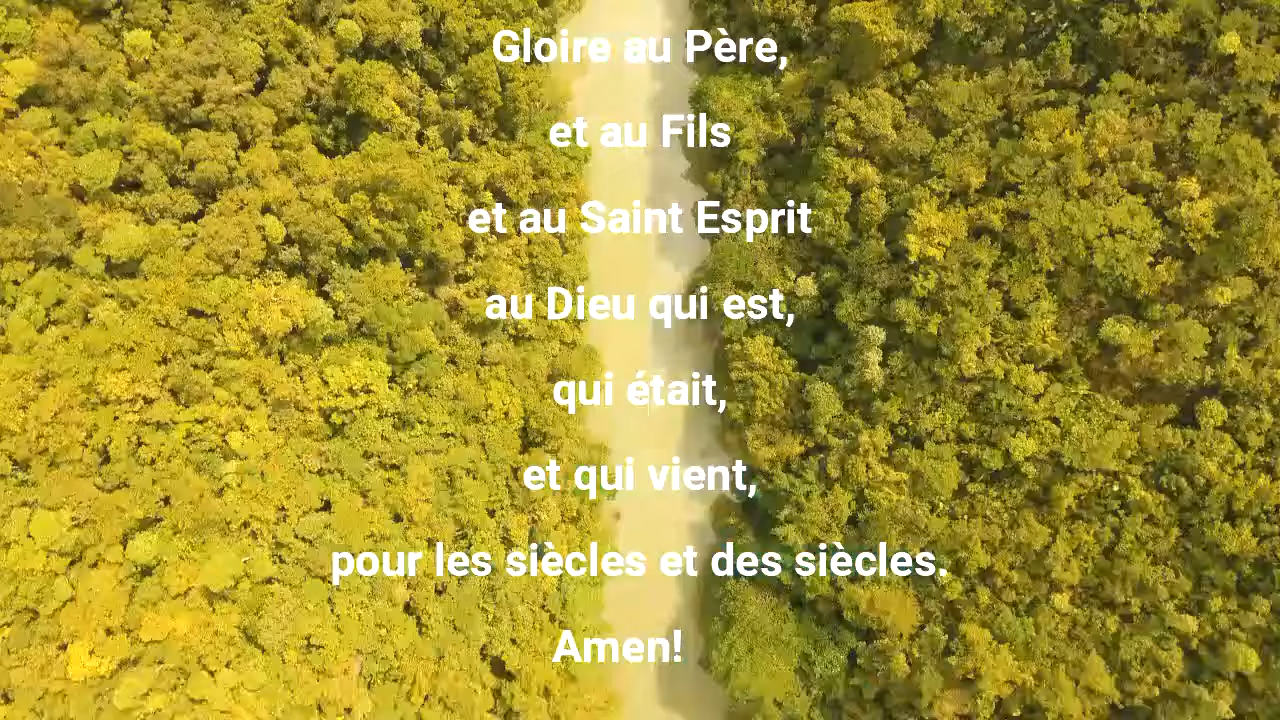 Gloire au Père,
et au Fils
et au Saint Esprit
au Dieu qui est,
qui était,
et qui vient,
pour les siècles et des siècles.
Amen!